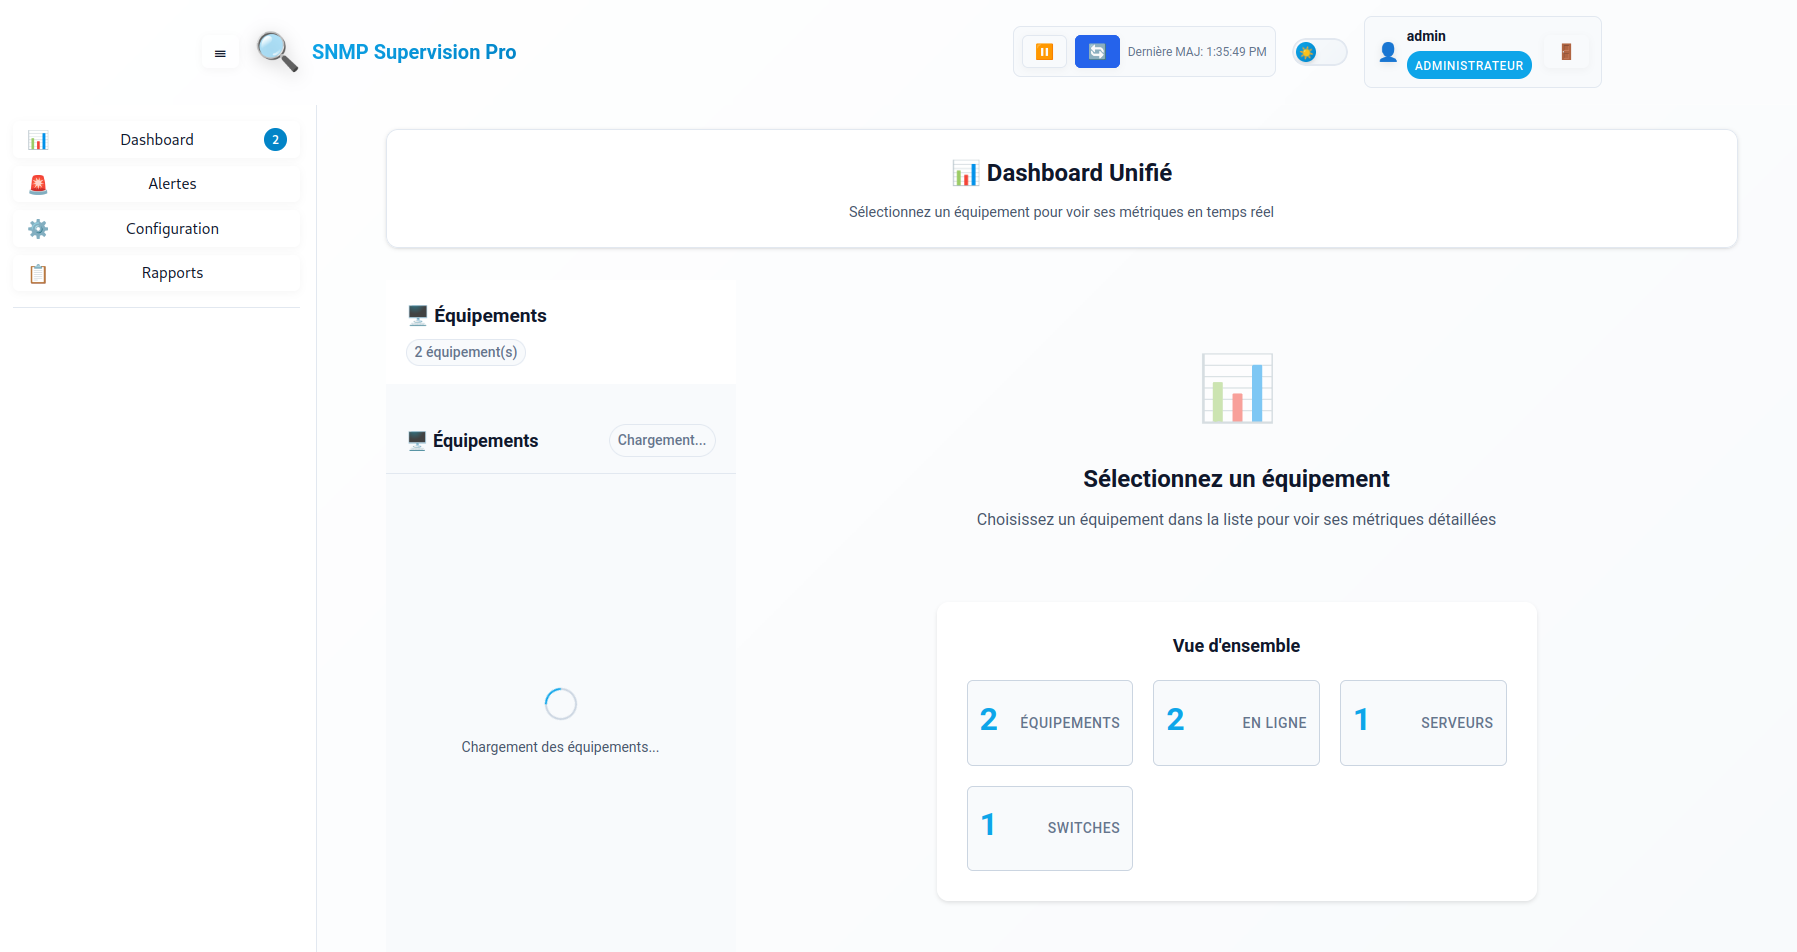 SNMP Supervision Pro
Dernière MAJ: 1:35:49 PM
admin
ADMINISTRATEUR
Dashboard 2
Alertes
Configuration
Rapports
Dashboard Unifié
Sélectionnez un équipement pour voir ses métriques en temps réel
Équipements
2 équipement(s)
Équipements Chargement...
Chargement des équipements...
Sélectionnez un équipement
Choisissez un équipement dans la liste pour voir ses métriques détaillées
Vue d'ensemble
2 ÉQUIPEMENTS
2 EN LIGNE
1 SERVEURS
1 SWITCHES